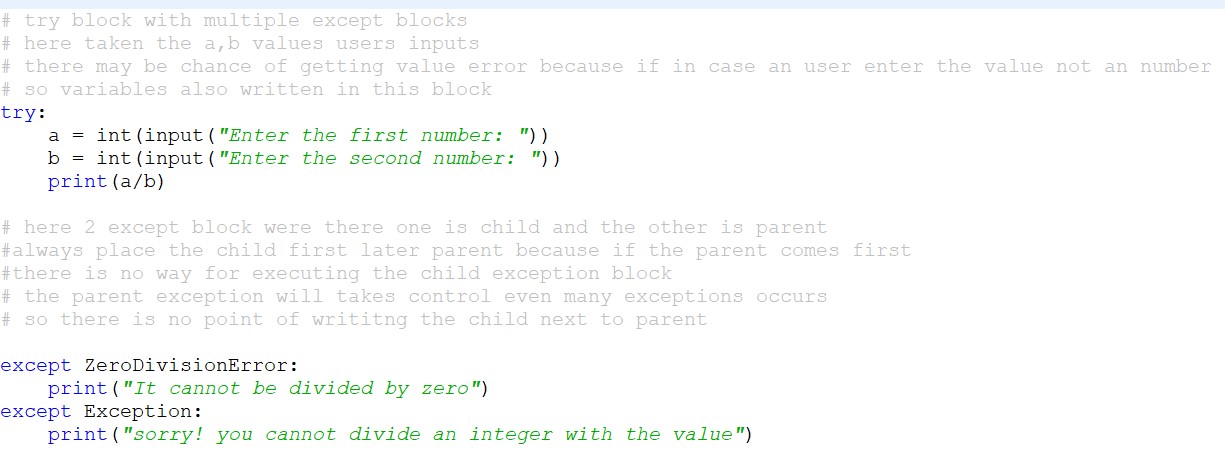 # try block with multiple except blocks
# here taken the a,b values users inputs
# there may be chance of getting value error because if in case an user enter the value not an number
# so variables also written in this block
try:
    a = int(input("Enter the first number: "))
    b = int(input("Enter the second number: "))
    print(a/b)

# here 2 except block were there one is child and the other is parent
#always place the child first later parent because if the parent comes first
#there is no way for executing the child exception block
# the parent exception will takes control even many exceptions occurs
# so there is no point of writitng the child next to parent

except ZeroDivisionError:
    print("It cannot be divided by zero")
except Exception:
    print("sorry! you cannot divide an integer with the value")